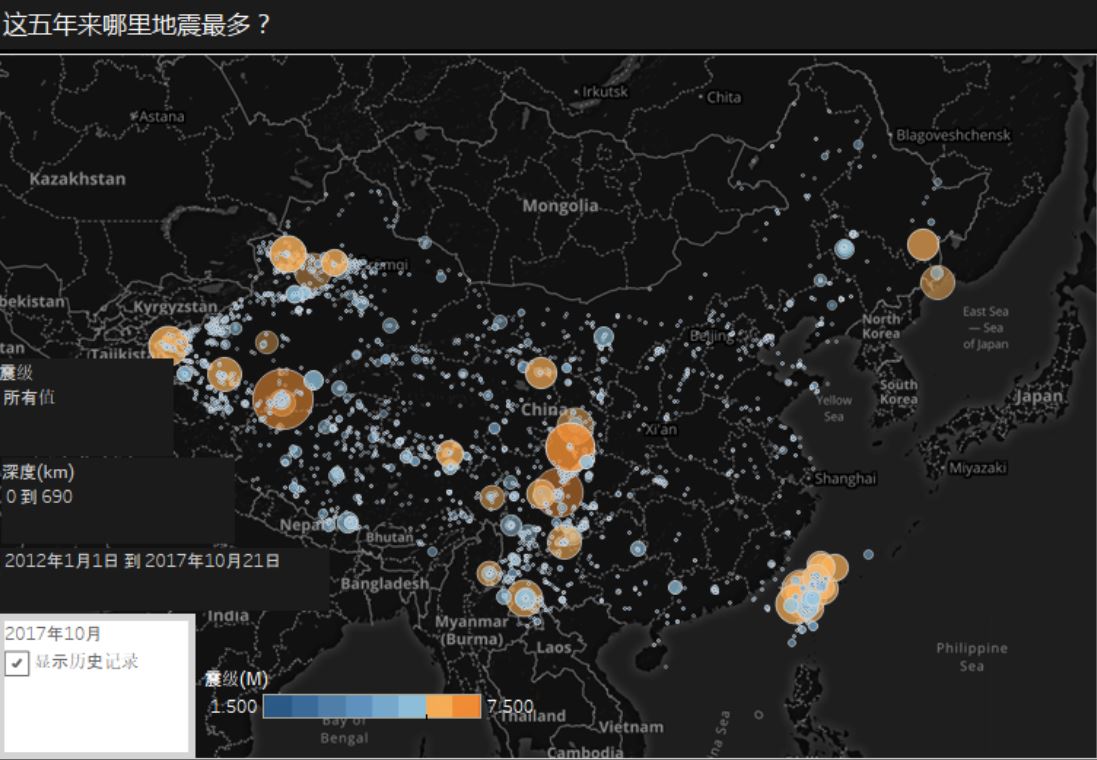 这五年来哪里地震最多？
Irkutsk
Chita
Astana
Blagoveshchensk
Kazakhstan
Mongolia
Kyrgyzstan
Beijing
North
Korea
East Sea
— Sea
of Japan
震级
所有值
China
South
Korea
Yellow
Sea
Japan
Xi'an
深度(km)
0 到 690
Shanghai
Miyazaki
Nepal
Bhutan
2012年1月1日 到 2017年10月21日
Bangladesh
India
Myanmar
(Burma)
2017年10月
显示历史记录
Laos
Philippine
Sea
震级(M)
1.500
7.500
Thailand
Vietnam
Bay of
Bengal
Cambodia